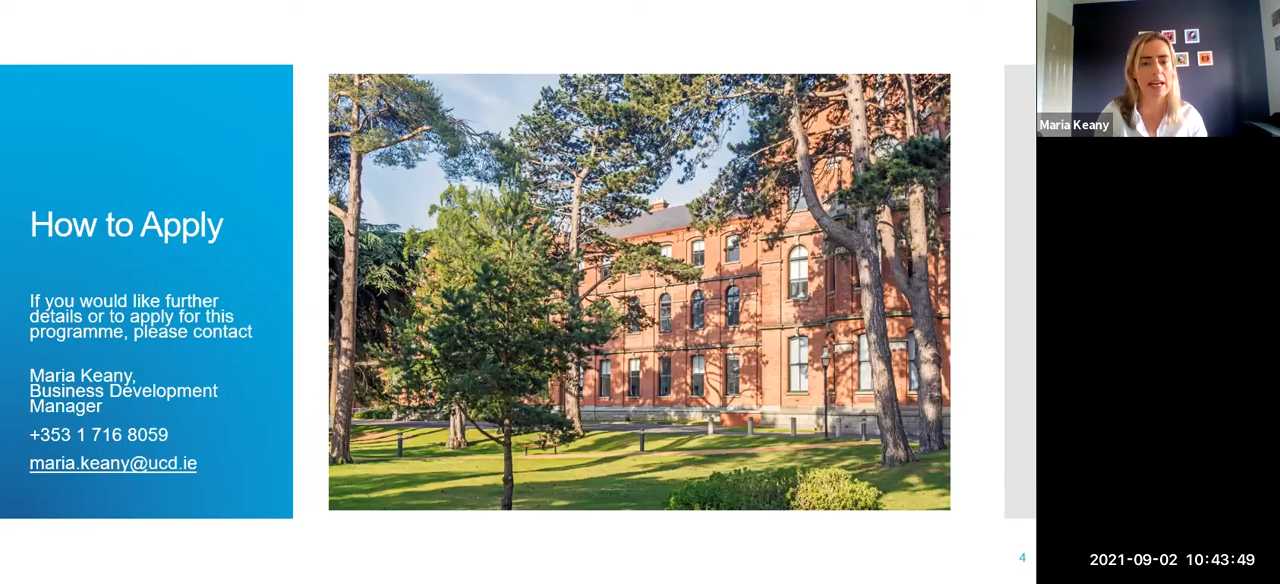 How to Apply
If you would like further
details or to apply for this
programme, please contact
Maria Keany,
Business Development
Manager
+353 1 716 8059
maria.keany@ucd.ie
4
Maria Keany
2021-09-02 10:43:49